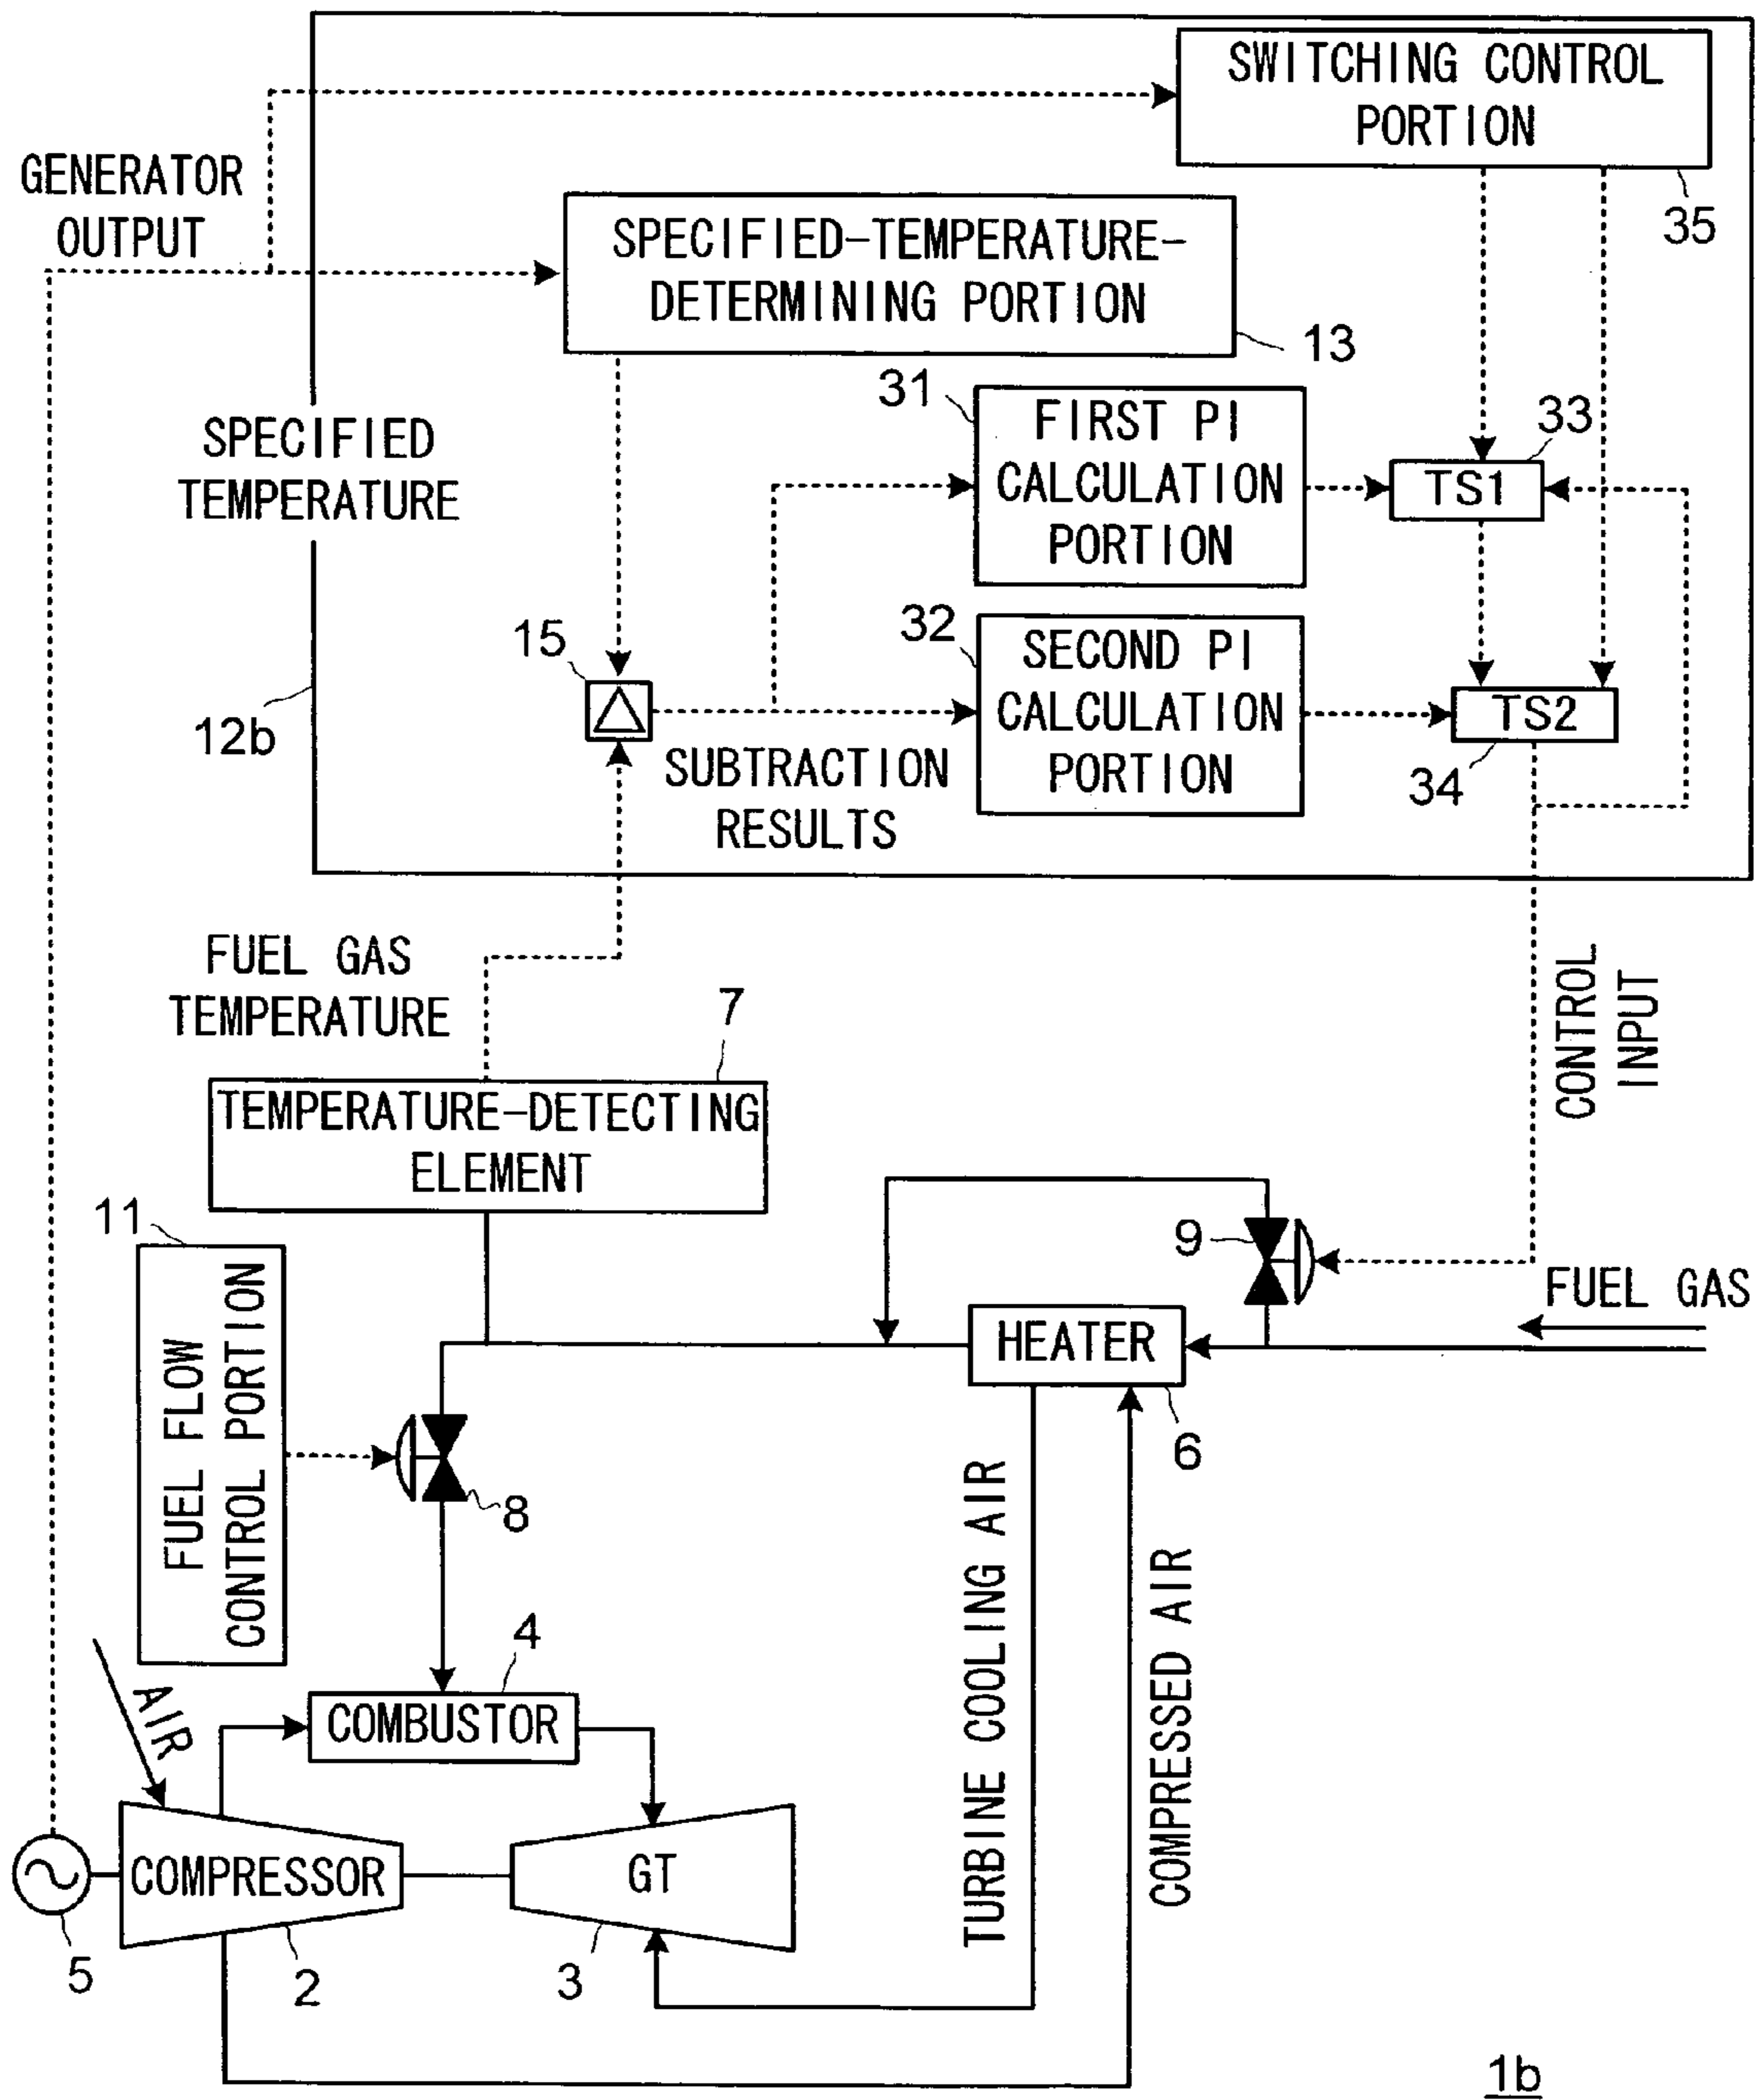 SWITCHING CONTROL
PORTION
35
GENERATOR
OUTPUT
SPECIFIED-TEMPERATURE-
DETERMINING PORTION
13
SPECIFIED
TEMPERATURE
31
FIRST PI
CALCULATION
PORTION
33
TS1
15
32
SECOND PI
CALCULATION
PORTION
TS2
34
12b
SUBTRACTION
RESULTS
FUEL GAS
TEMPERATURE
CONTROL
INPUT
7
TEMPERATURE-DETECTING
ELEMENT
11
FUEL FLOW
CONTROL PORTION
9
FUEL GAS
HEATER
6
8
TURBINE COOLING AIR
COMPRESSED AIR
4
COMBUSTOR
AIR
COMPRESSOR
GT
5
2
3
1b